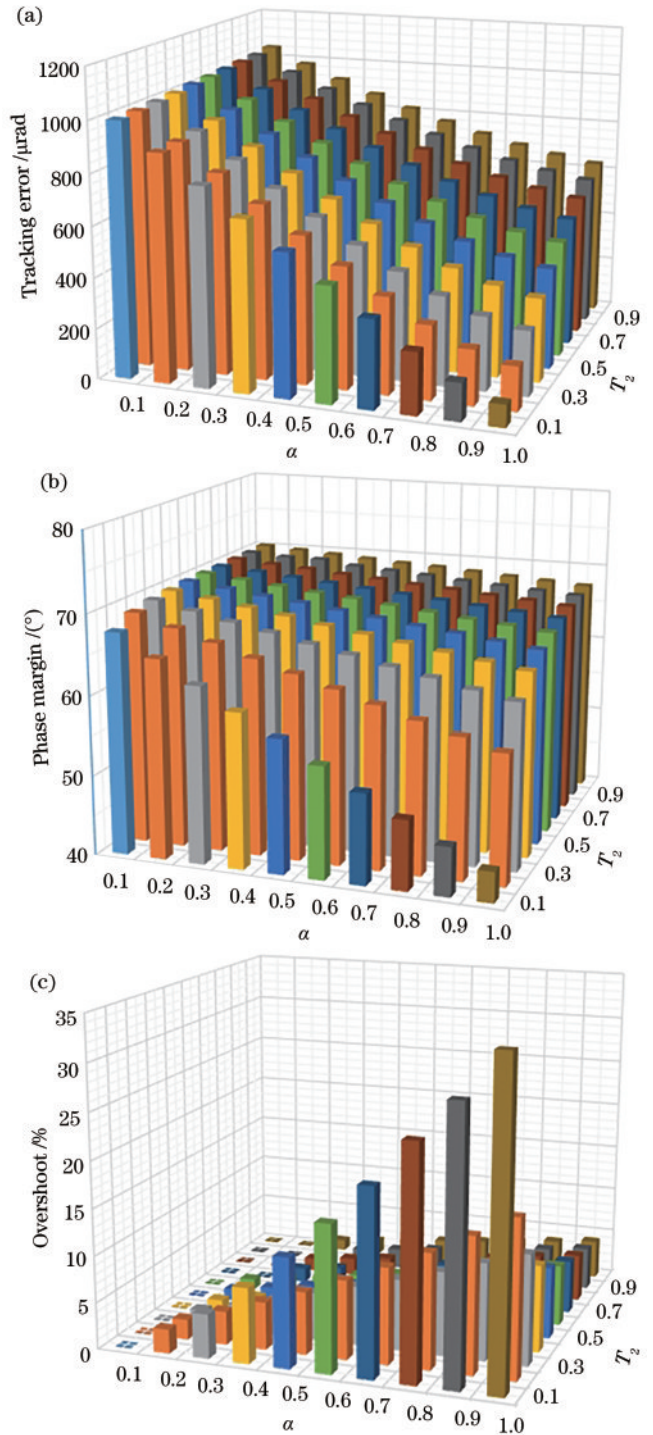 (a)
1200
1000
800
600
400
200
0
Tracking error /μrad
0.1 0.2 0.3 0.4 0.5 0.6 0.7 0.8 0.9 1.0
α
0.1 0.3 0.5 0.7 0.9
T₂
(b)
80
70
60
50
40
Phase margin /(°)
0.1 0.2 0.3 0.4 0.5 0.6 0.7 0.8 0.9 1.0
α
0.1 0.3 0.5 0.7 0.9
T₂
(c)
35
30
25
20
15
10
5
0
Overshoot /%
0.1 0.2 0.3 0.4 0.5 0.6 0.7 0.8 0.9 1.0
α
0.1 0.3 0.5 0.7 0.9
T₂